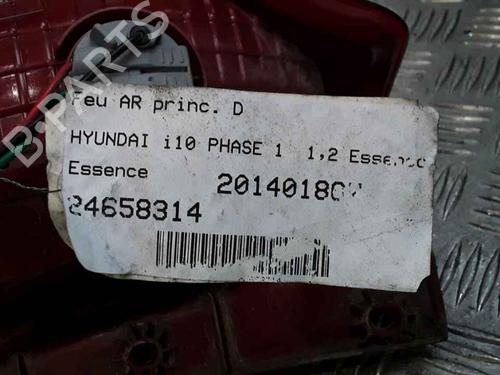 Feu AR princ. D
HYUNDAI i10 PHASE 1 1,2 Essence
Essence
24658314
B-PARTS